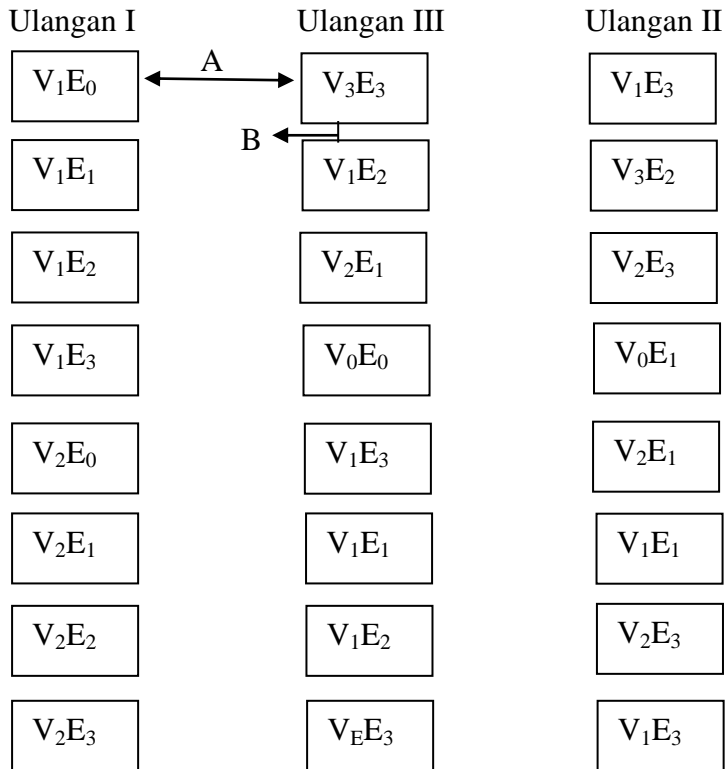 Ulangan I Ulangan III Ulangan II
V₁E₀ A V₃E₃ V₁E₃
B
V₁E₁ V₁E₂ V₃E₂
V₁E₂ V₂E₁ V₂E₃
V₁E₃ V₀E₀ V₀E₁
V₂E₀ V₁E₃ V₂E₁
V₂E₁ V₁E₁ V₁E₁
V₂E₂ V₁E₂ V₂E₃
V₂E₃ V_EE₃ V₁E₃